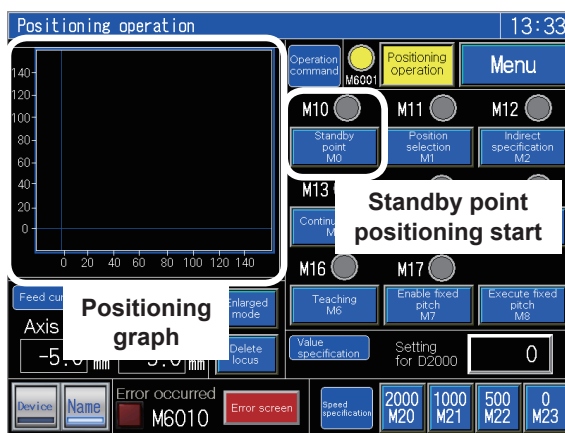 Positioning operation
13:33
Operation
command
M6001
Positioning
operation
Menu
140
120
100
80
60
40
20
0
0 20 40 60 80 100 120 140
M10
M11
M12
Standby
point
M0
Position
selection
M1
Indirect
specification
M2
M13
Standby point
positioning start
M16
M17
Teaching
M6
Enable fixed
pitch
M7
Execute fixed
pitch
M8
Feed cur
Positioning
graph
Enlarged
mode
Axis
-5.0 mm
mm
Delete
locus
Value
specification
Setting
for D2000
0
Device
Name
Error occurred
M6010
Error screen
Speed
specification
2000
M20
1000
M21
500
M22
0
M23